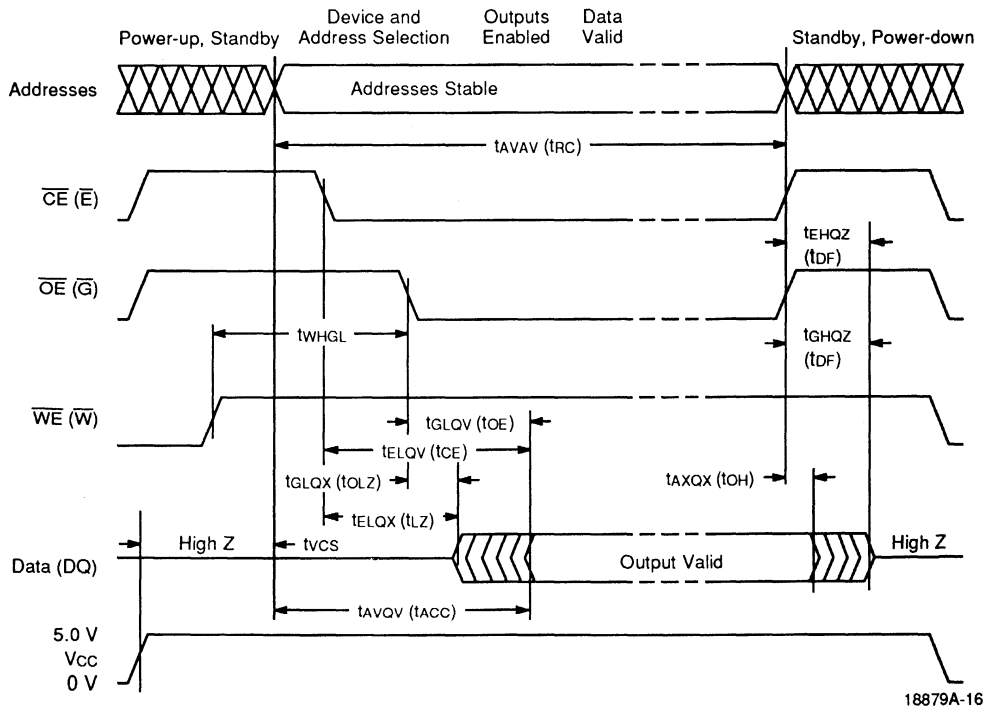 Power-up, Standby
Device and
Address Selection
Outputs
Enabled
Data
Valid
Standby, Power-down
Addresses
Addresses Stable
tAVAV (tRC)
CE (E)
tEHQZ
(tDF)
OE (G)
tWHGL
tGHQZ
(tDF)
WE (W)
tGLQV (tOE)
tELQV (tCE)
tGLQX (tOLZ)
tAXQX (tOH)
tELQX (tLZ)
High Z
tVCS
High Z
Data (DQ)
Output Valid
tAVQV (tACC)
5.0 V
VCC
0 V
18879A-16